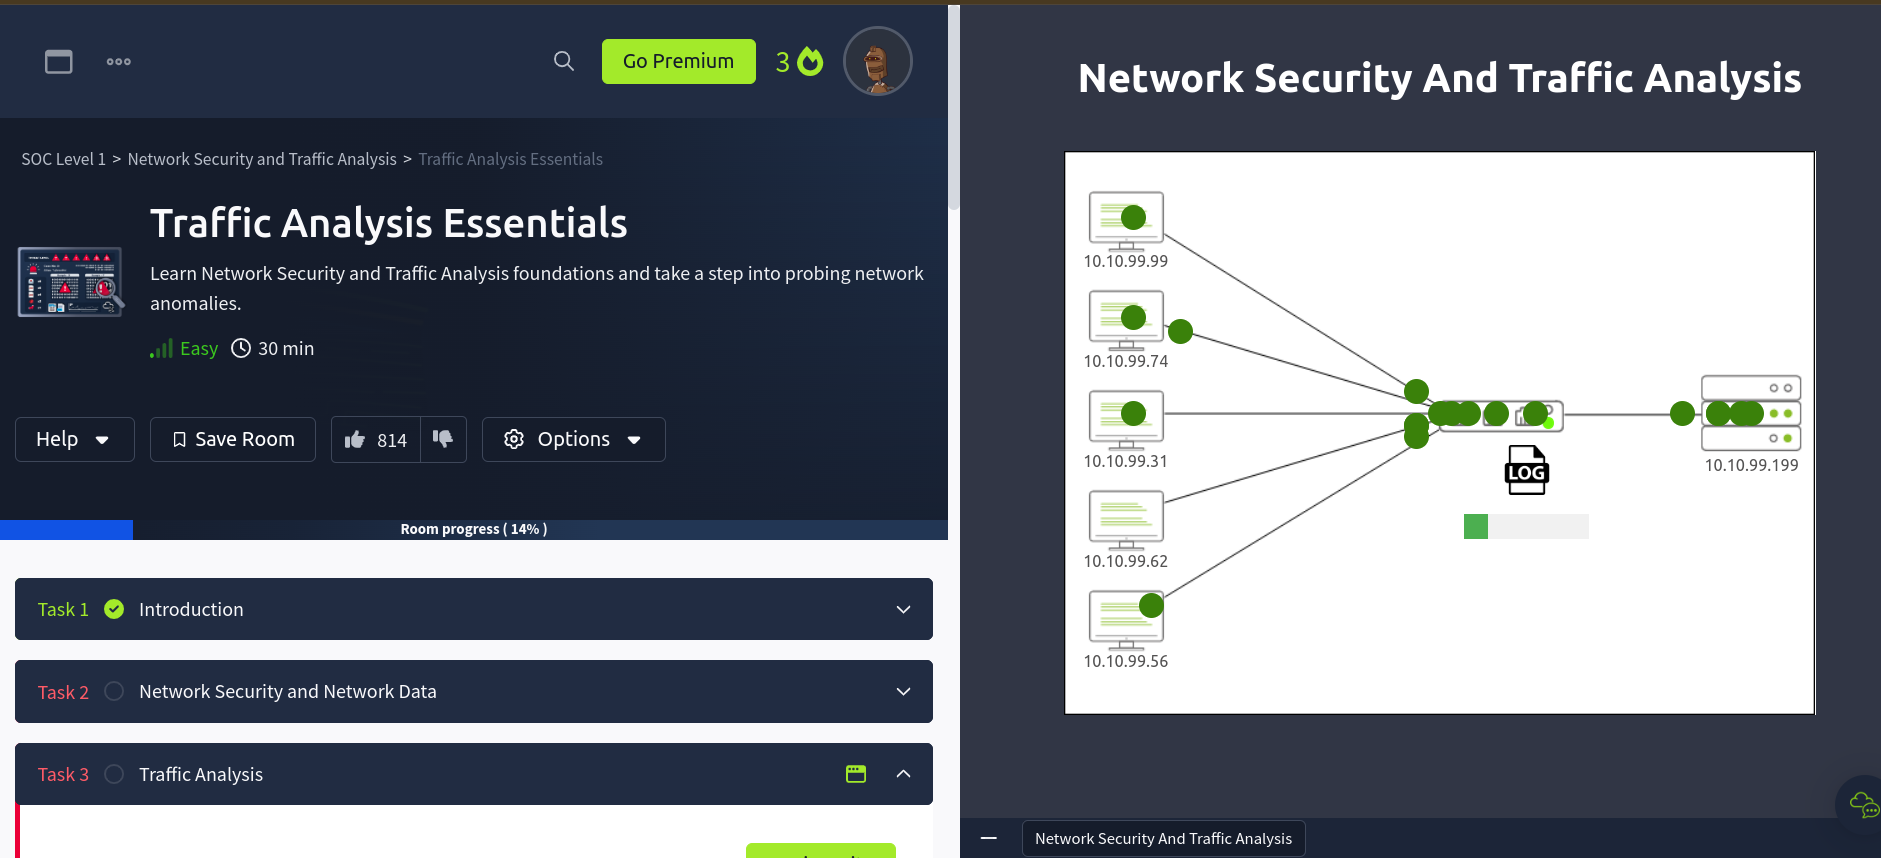 Go Premium
3
SOC Level 1 > Network Security and Traffic Analysis > Traffic Analysis Essentials
Traffic Analysis Essentials
Learn Network Security and Traffic Analysis foundations and take a step into probing network
anomalies.
Easy 30 min
Help
Save Room
814
Options
Room progress ( 14% )
Task 1 Introduction
Task 2 Network Security and Network Data
Task 3 Traffic Analysis
Network Security And Traffic Analysis
10.10.99.99
10.10.99.74
10.10.99.31
10.10.99.62
10.10.99.56
LOG
10.10.99.199
Network Security And Traffic Analysis